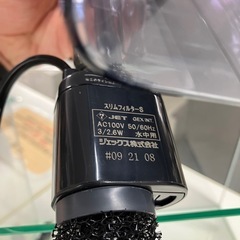 スリムフィルターS
JET GEX INT
AC100V 50/60Hz
3/2.6W 水中用
ジェックス株式会社
#09 21 08